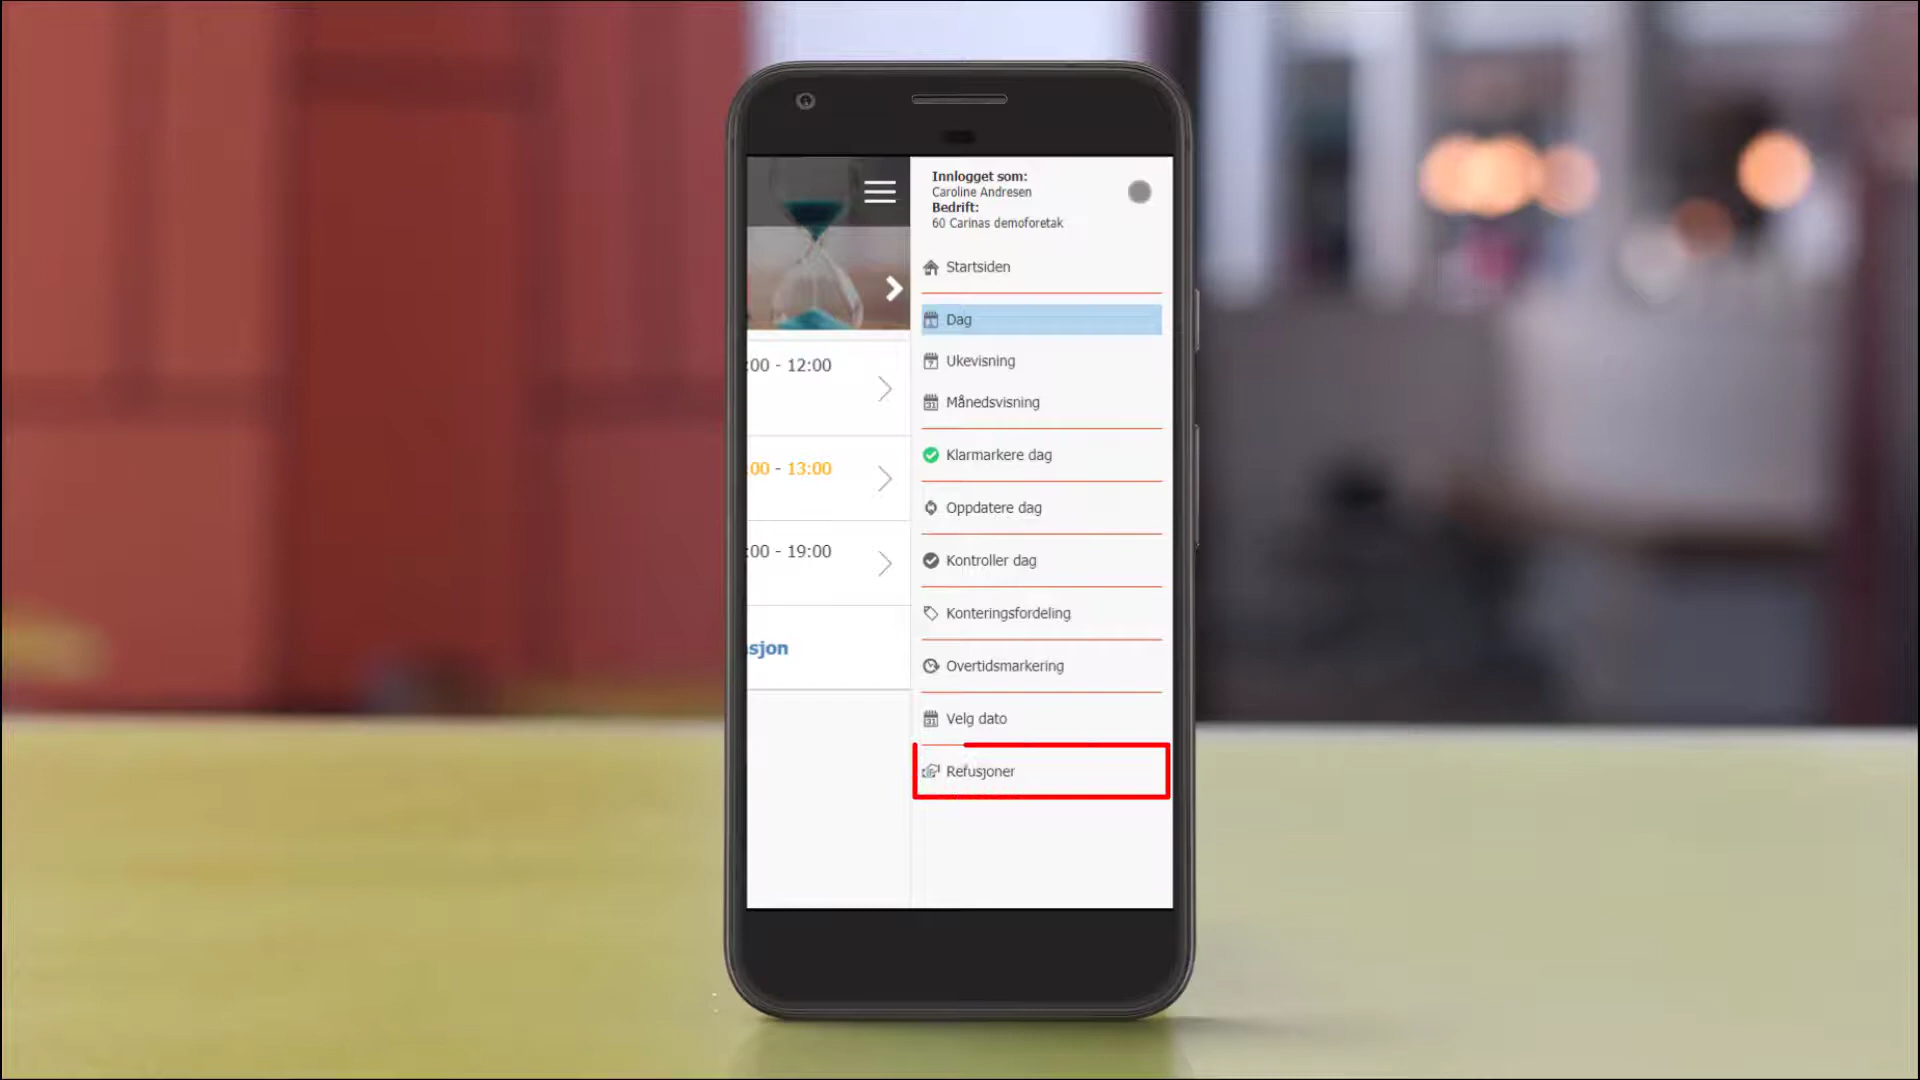 Innlogget som:
Caroline Andresen
Bedrift:
60 Carinas demoforetak
Startsiden
Dag
Ukevisning
Månedsvisning
Klarmarkere dag
Oppdatere dag
Kontroller dag
Konteringsfordeling
Overtidsmarkering
Velg dato
Refusjoner
:00 - 12:00
:00 - 13:00
:00 - 19:00
sjon